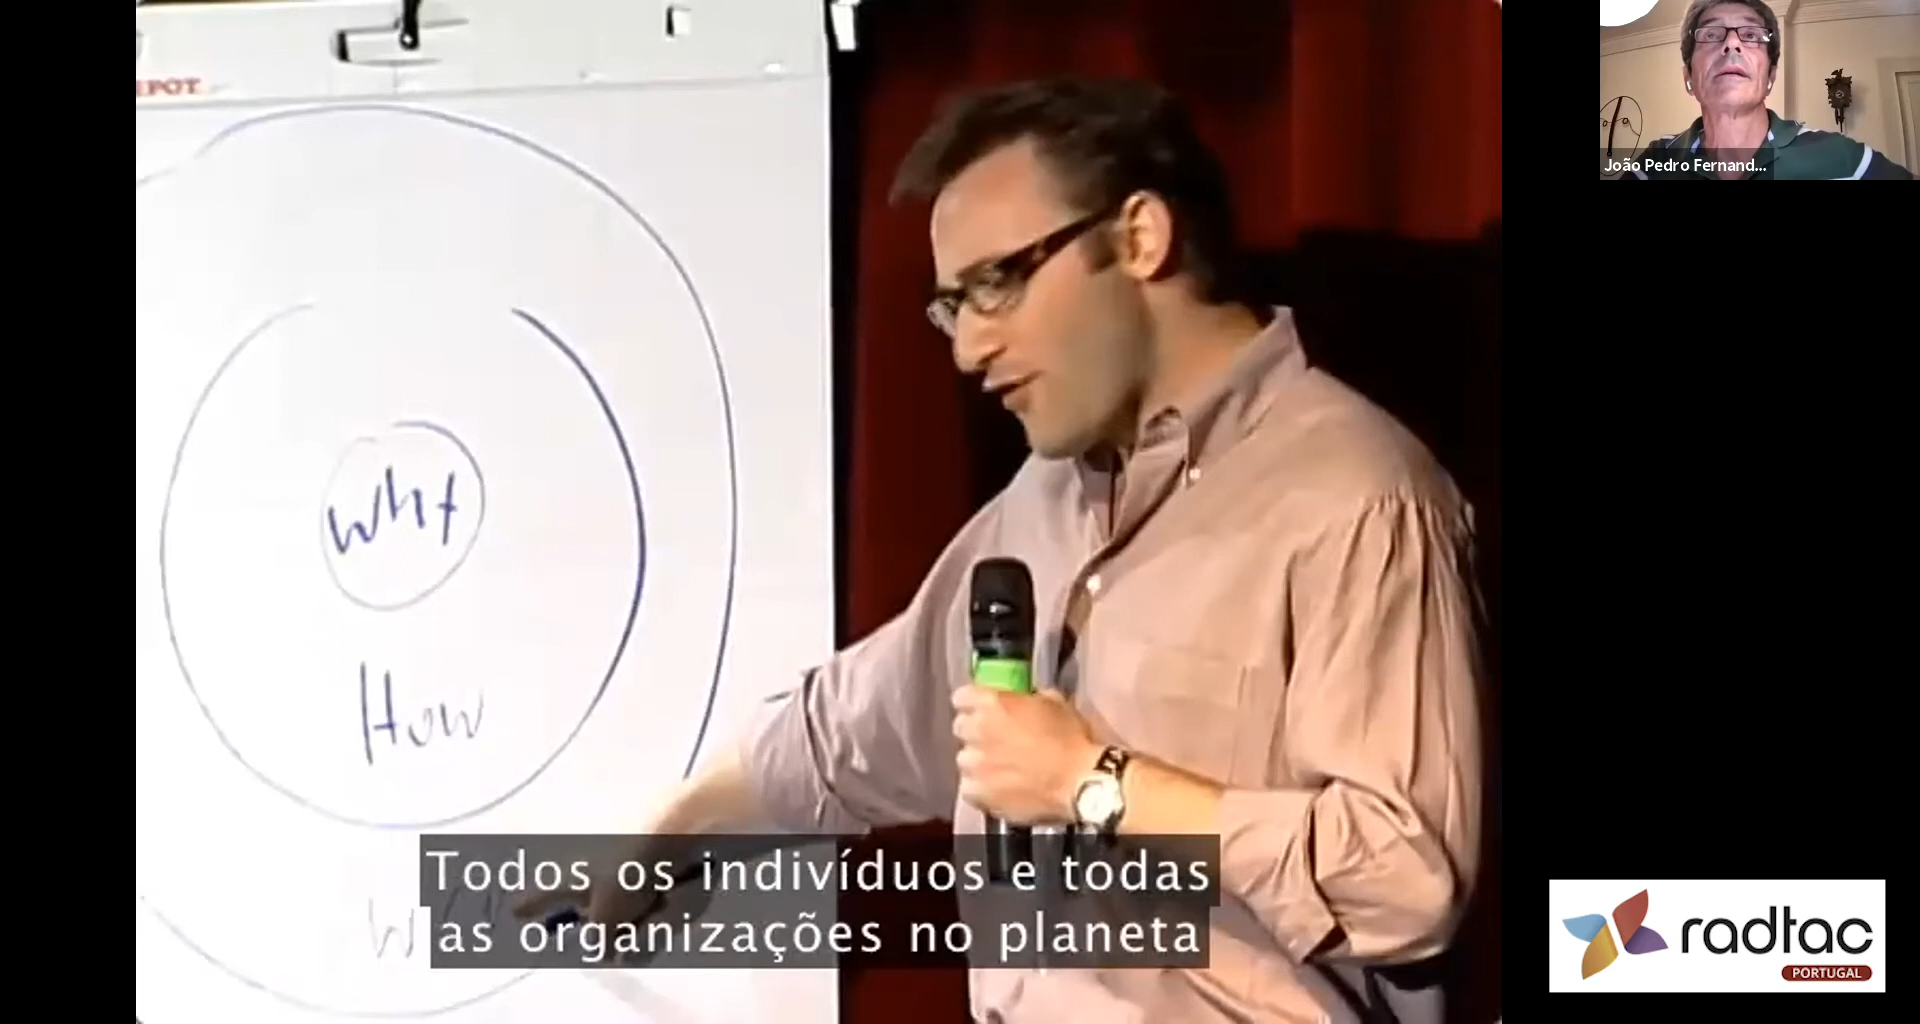 EPOT
Why
How
Todos os indivíduos e todas
as organizações no planeta
João Pedro Fernand...
radtac
PORTUGAL